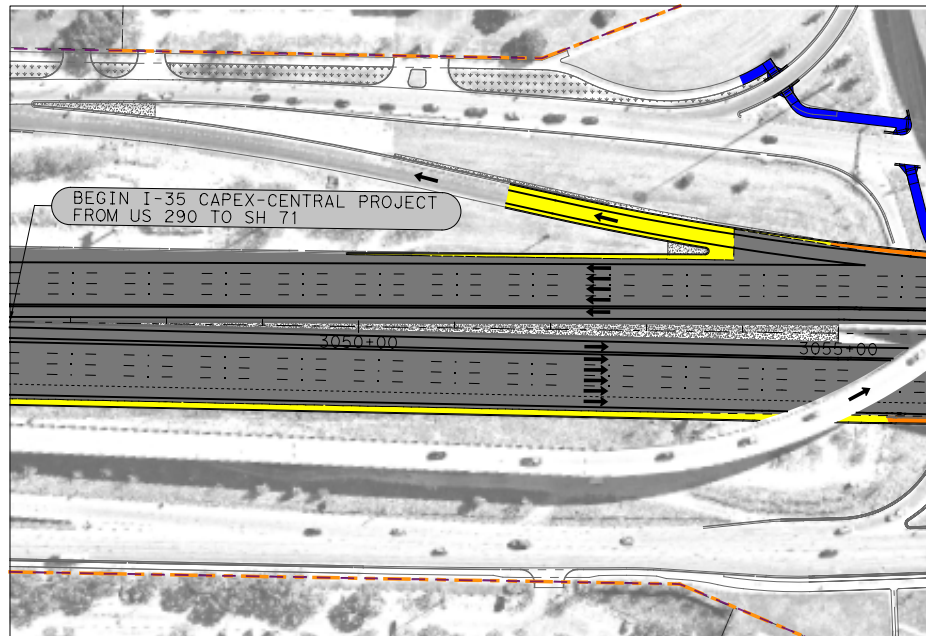 BEGIN I-35 CAPEX-CENTRAL PROJECT
FROM US 290 TO SH 71
3050+00
3055+00